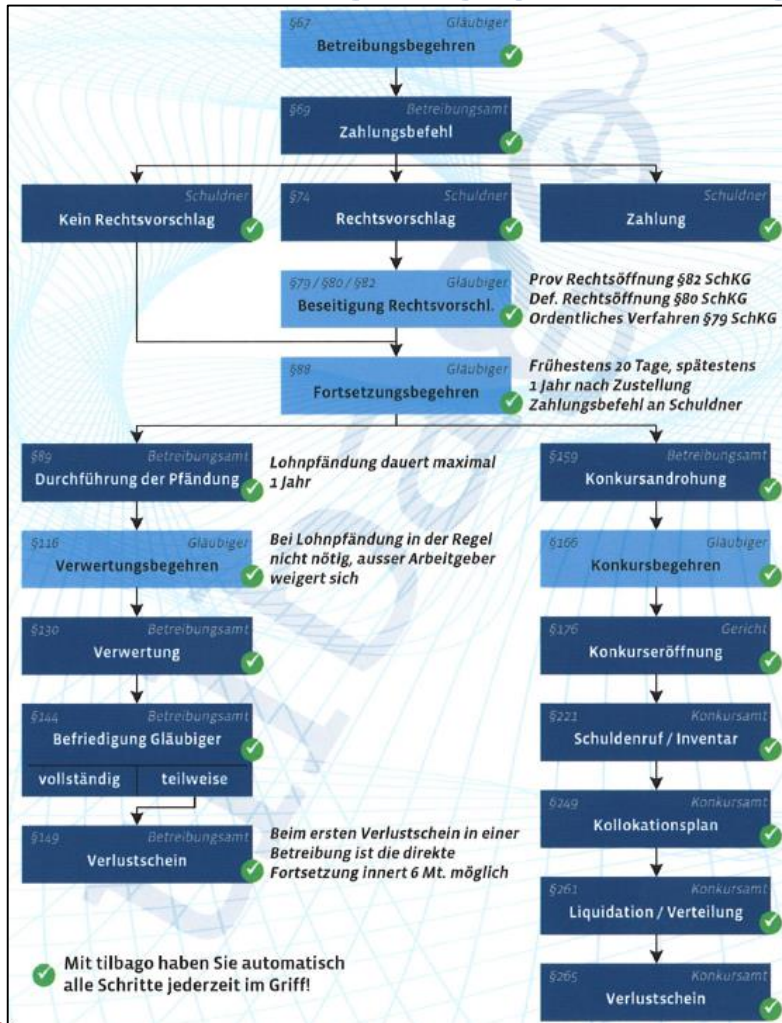 §67 Gläubiger
Betreibungsbegehren
§69 Betreibungsamt
Zahlungsbefehl
Schuldner
Kein Rechtsvorschlag
§74 Schuldner
Rechtsvorschlag
Schuldner
Zahlung
§79 / §80 / §82 Gläubiger
Beseitigung Rechtsvorschl.
Prov Rechtsöffnung §82 SchKG
Def. Rechtsöffnung §80 SchKG
Ordentliches Verfahren §79 SchKG
§88 Gläubiger
Fortsetzungsbegehren
Frühestens 20 Tage, spätestens
1 Jahr nach Zustellung
Zahlungsbefehl an Schuldner
§89 Betreibungsamt
Durchführung der Pfändung
Lohnpfändung dauert maximal
1 Jahr
§159 Betreibungsamt
Konkursandrohung
§116 Gläubiger
Verwertungsbegehren
Bei Lohnpfändung in der Regel
nicht nötig, ausser Arbeitgeber
weigert sich
§166 Gläubiger
Konkursbegehren
§130 Betreibungsamt
Verwertung
§176 Gericht
Konkurseröffnung
§144 Betreibungsamt
Befriedigung Gläubiger
vollständig teilweise
§221 Konkursamt
Schuldenruf / Inventar
§149 Betreibungsamt
Verlustschein
Beim ersten Verlustschein in einer
Betreibung ist die direkte
Fortsetzung innert 6 Mt. möglich
§249 Konkursamt
Kollokationsplan
§261 Konkursamt
Liquidation / Verteilung
§265 Konkursamt
Verlustschein
Mit tilbago haben Sie automatisch
alle Schritte jederzeit im Griff!